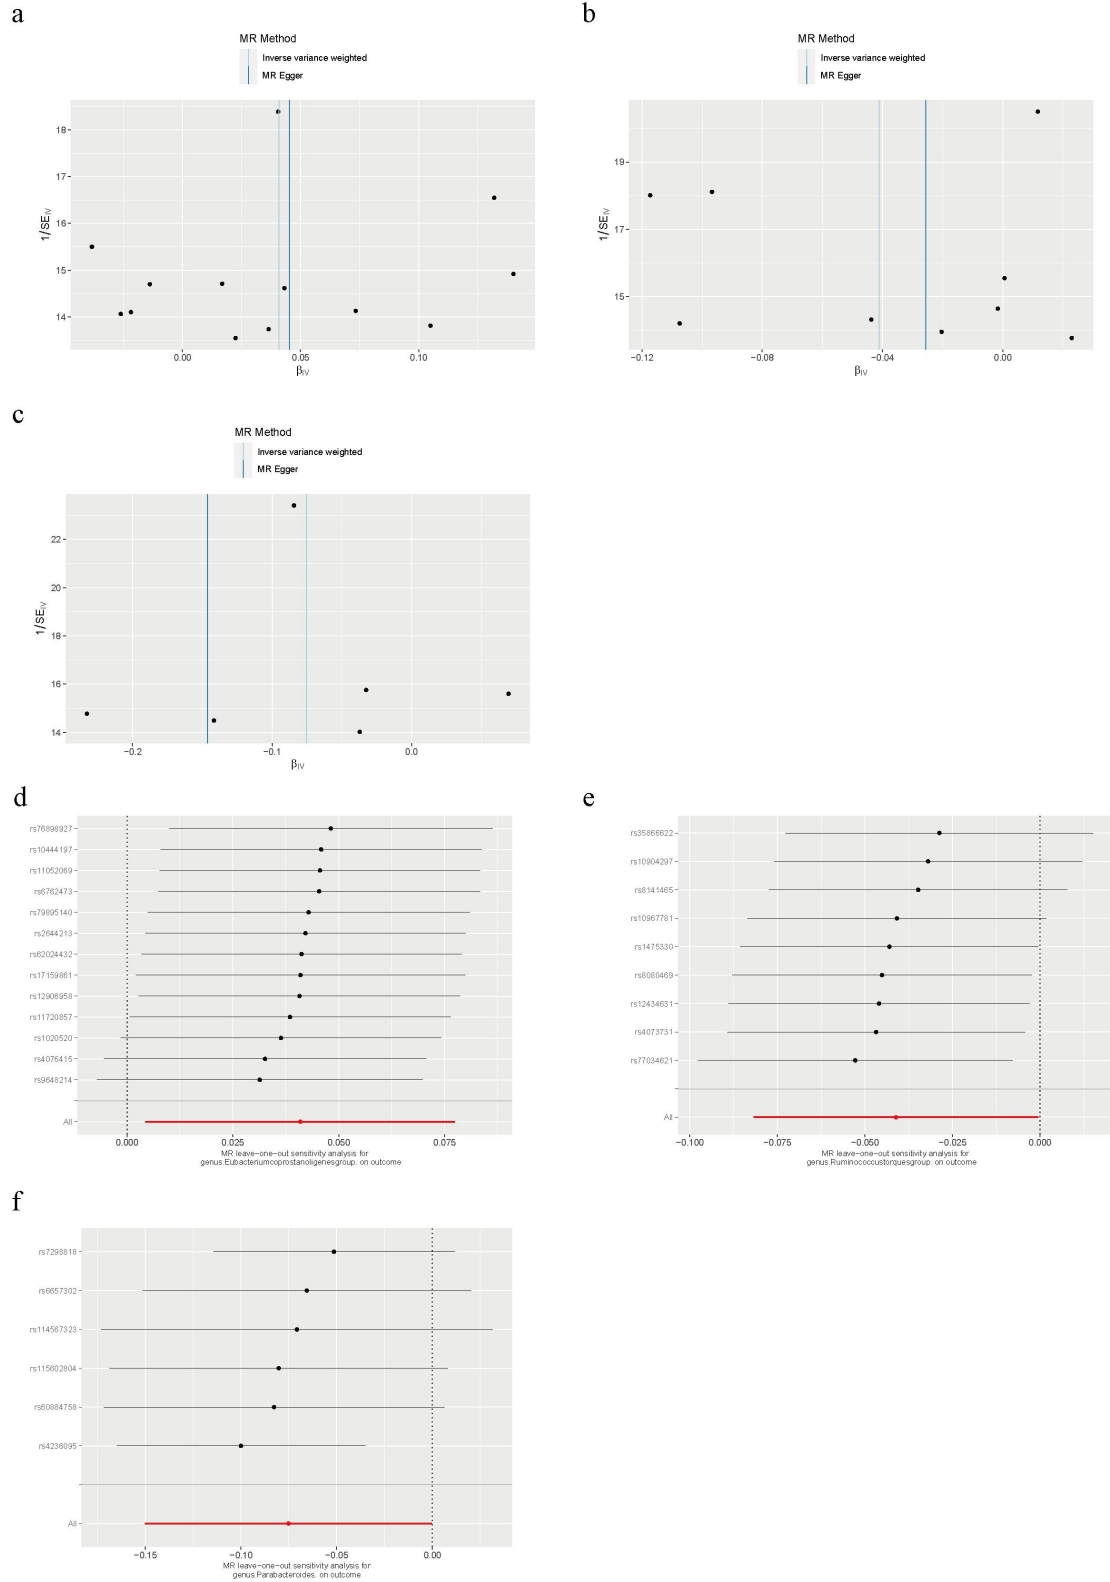 a
MR Method
Inverse variance weighted
MR Egger
18
17
16
15
14
1/SE_IV
0.00
0.05
0.10
β_IV
b
MR Method
Inverse variance weighted
MR Egger
19
17
15
1/SE_IV
−0.12
−0.08
−0.04
0.00
β_IV
c
MR Method
Inverse variance weighted
MR Egger
22
20
18
16
14
1/SE_IV
−0.2
−0.1
0.0
β_IV
d
rs76898927
rs10444197
rs11052069
rs6762473
rs79895140
rs2644213
rs62024432
rs17159861
rs12906958
rs11720857
rs1020520
rs4076415
rs9648214
All
0.000
0.025
0.050
0.075
MR leave−one−out sensitivity analysis for
genus.Eubacteriumcoprostanoligenesgroup. on outcome
e
rs35866622
rs10904297
rs8141465
rs10967781
rs1475330
rs8080469
rs12434631
rs4073731
rs77034621
All
−0.100
−0.075
−0.050
−0.025
0.000
MR leave−one−out sensitivity analysis for
genus.Ruminococcustorquesgroup. on outcome
f
rs7298818
rs6657302
rs114567323
rs115602804
rs60884758
rs4236095
All
−0.15
−0.10
−0.05
0.00
MR leave−one−out sensitivity analysis for
genus.Parabacteroides. on outcome